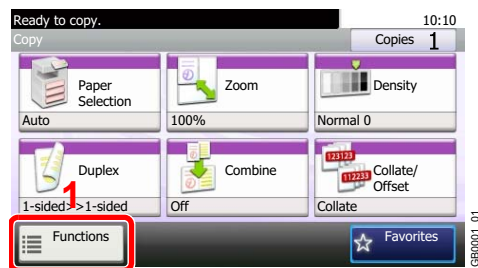 Ready to copy. 10:10
Copy Copies 1
Paper Selection Zoom Density
Auto 100% Normal 0
123123
112233
Duplex Combine Collate/ Offset
1
1-sided>>1-sided Off Collate
Functions Favorites
GB0001_01